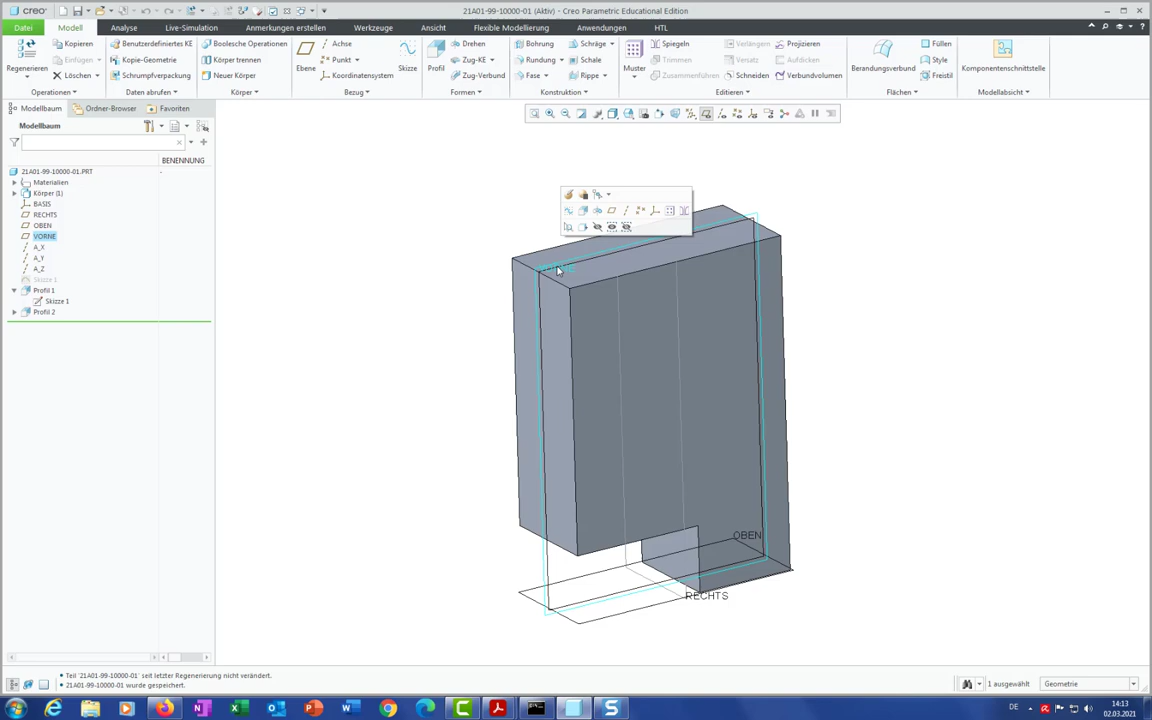 21A01-99-10000-01 (Aktiv) - Creo Parametric Educational Edition
Datei Modell Analyse Live-Simulation Anmerkungen erstellen Werkzeuge Ansicht Flexible Modellierung Anwendungen HTL
Regenerieren Kopieren Benutzerdefiniertes KE Boolesche Operationen Ebene Achse Skizze Profil Drehen Bohrung Schräge Muster Spiegeln Verlängern Projizieren Berandungsverbund Füllen Komponentenschnittstelle
Einfügen Kopie-Geometrie Körper trennen Punkt Zug-KE Rundung Schale Trimmen Versatz Aufdicken Style
Löschen Schrumpfverpackung Neuer Körper Koordinatensystem Zug-Verbund Fase Rippe Zusammenführen Schneiden Verbundvolumen Freistil
Operationen Daten abrufen Körper Bezug Formen Konstruktion Editieren Flächen Modellabsicht
Modellbaum Ordner-Browser Favoriten
Modellbaum
BENENNUNG
21A01-99-10000-01.PRT -
Materialien
Körper (1)
BASIS
RECHTS
OBEN
VORNE
A_X
A_Y
A_Z
Skizze 1
Profil 1
Skizze 1
Profil 2
OBEN
RECHTS
Teil '21A01-99-10000-01' seit letzter Regenerierung nicht verändert.
21A01-99-10000-01 wurde gespeichert.
1 ausgewählt
Geometrie
DE
14:13
02.03.2021